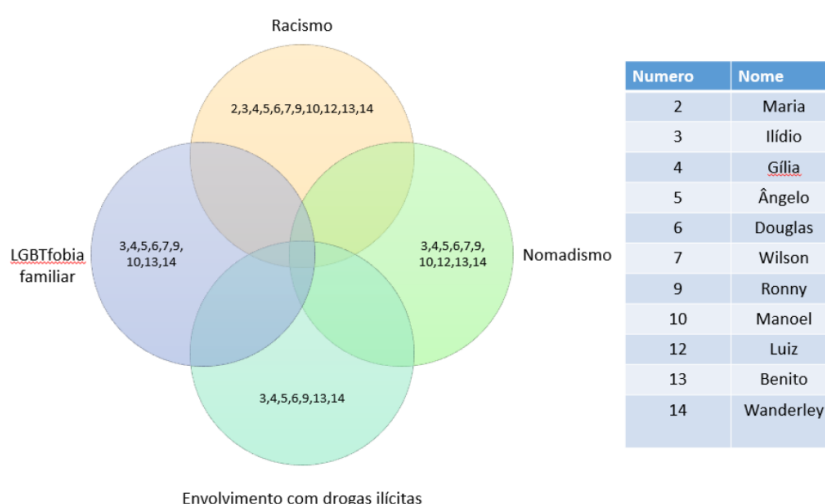 Racismo
2,3,4,5,6,7,9,10,12,13,14
LGBTfobia
familiar
3,4,5,6,7,9,
10,13,14
3,4,5,6,7,9,
10,12,13,14
Nomadismo
3,4,5,6,9,13,14
Envolvimento com drogas ilícitas
Numero Nome
2 Maria
3 Ilídio
4 Gília
5 Ângelo
6 Douglas
7 Wilson
9 Ronny
10 Manoel
12 Luiz
13 Benito
14 Wanderley